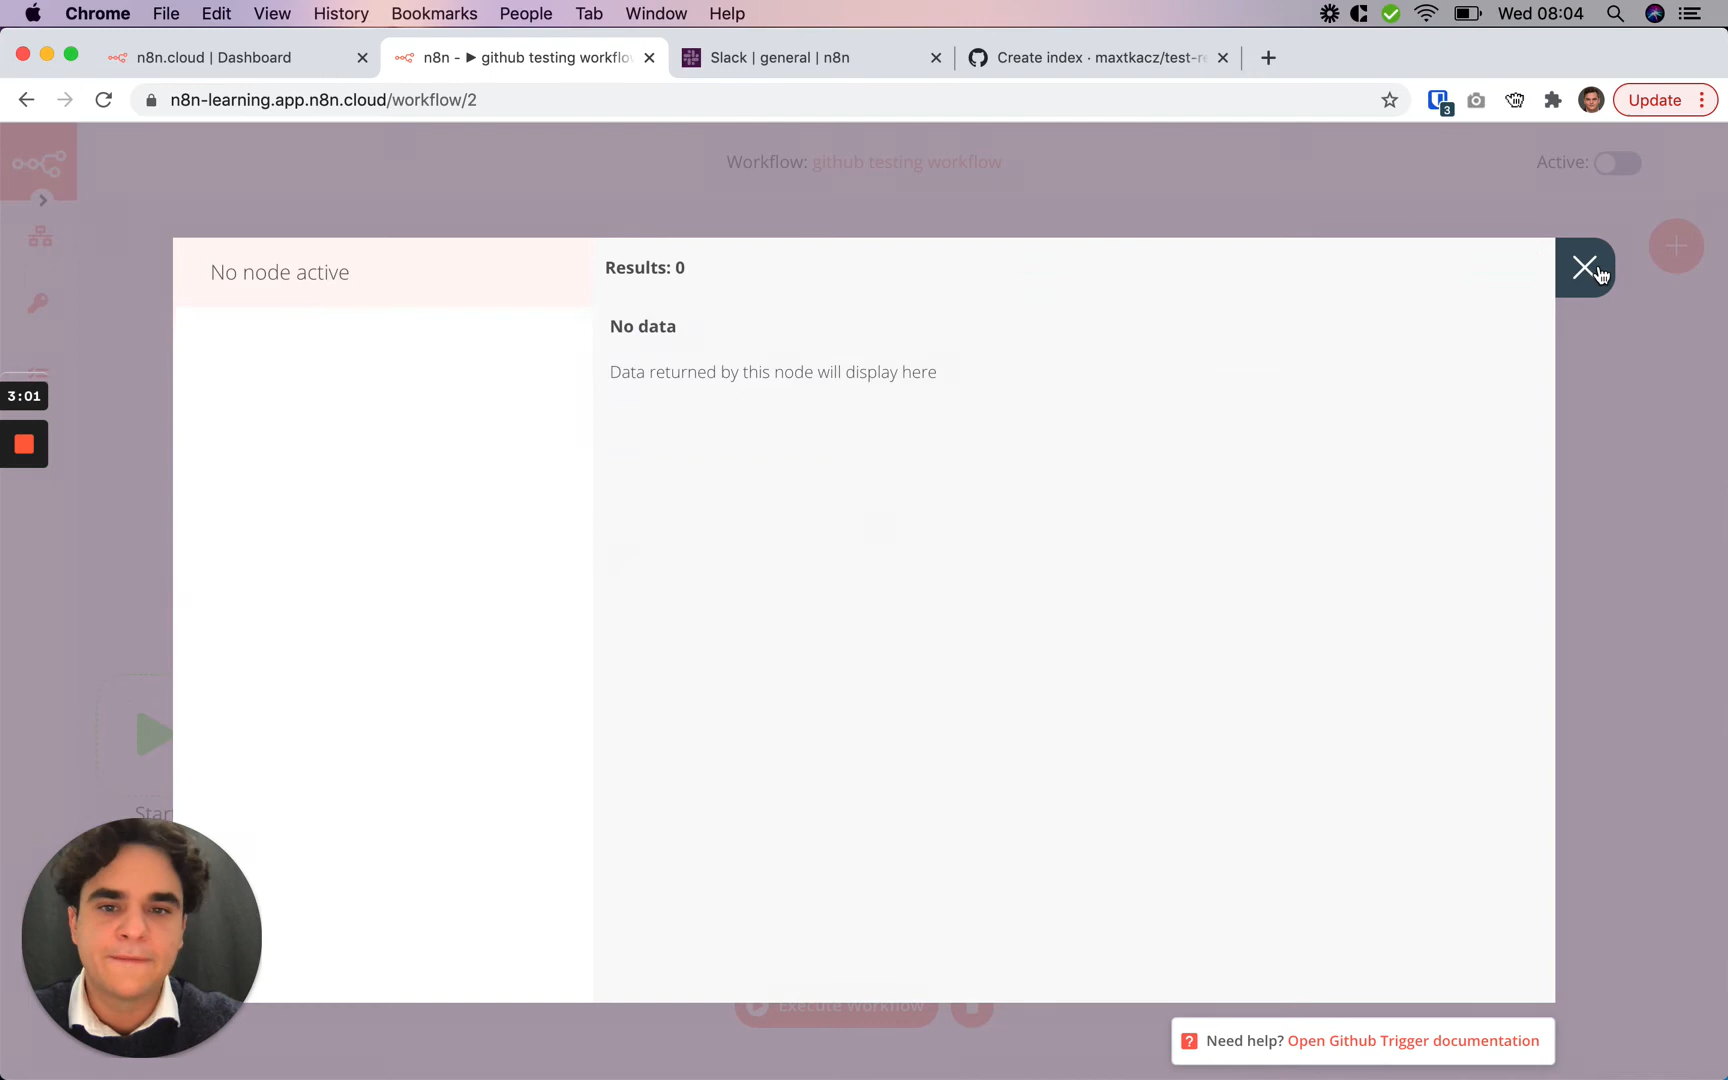 Chrome File Edit View History Bookmarks People Tab Window Help Wed 08:04
n8n.cloud | Dashboard n8n - ▶ github testing workflo Slack | general | n8n Create index · maxtkacz/test-re
n8n-learning.app.n8n.cloud/workflow/2 3 Update
Workflow: github testing workflow Active:
No node active
Results: 0
No data
Data returned by this node will display here
3:01
Star
Execute Workflow
Need help? Open Github Trigger documentation